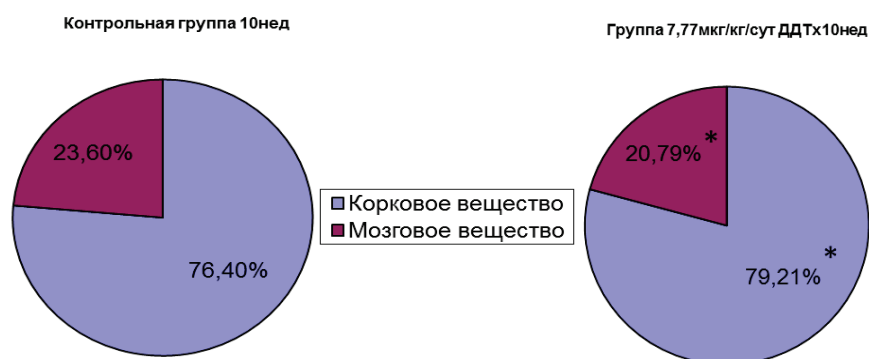 Контрольная группа 10нед
Группа 7,77мкг/кг/сут ДДТх10нед
23,60%
76,40%
Корковое вещество
Мозговое вещество
20,79% *
79,21% *